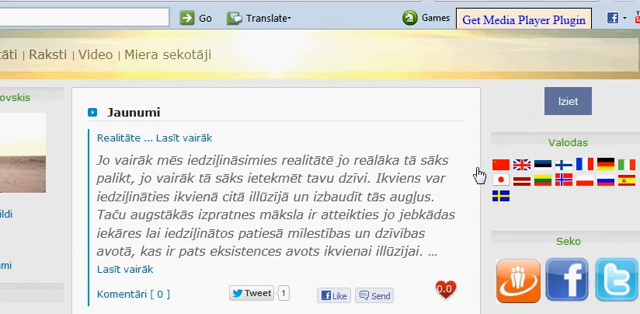 Go
Translate
Games
Get Media Player Plugin
Raksti | Video | Miera sekotāji
Iziet
Jaunumi
Valodas
Realitāte ... Lasīt vairāk
Jo vairāk mēs iedziļināsimies realitātē jo reālāka tā sāks
palikt, jo vairāk tā sāks ietekmēt tavu dzīvi. Ikviens var
iedziļināties ikvienā citā illūzijā un izbaudīt tās augļus.
Taču augstākās izpratnes māksla ir atteikties jo jebkādas
iekāres lai iedziļinātos patiesā mīlestības un dzīvības
avotā, kas ir pats eksistences avots ikvienai illūzijai. ...
Lasīt vairāk
Seko
Komentāri [ 0 ]
Tweet 1
Like
Send
0.0